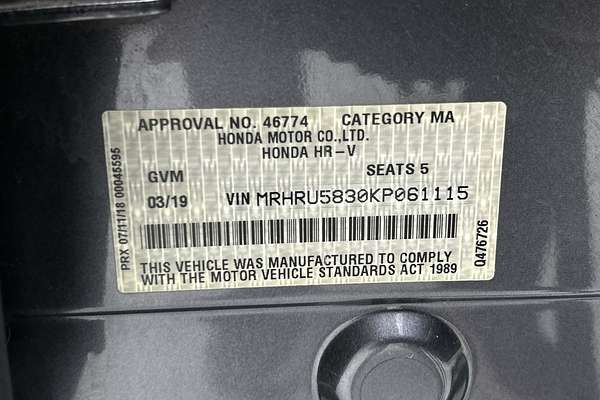 APPROVAL NO. 46774 CATEGORY MA
HONDA MOTOR CO.,LTD.
HONDA HR-V
GVM SEATS 5
03/19 VIN MRHRU5830KP061115
THIS VEHICLE WAS MANUFACTURED TO COMPLY
WITH THE MOTOR VEHICLE STANDARDS ACT 1989
PRX 07/11/18 00045595
Q476726